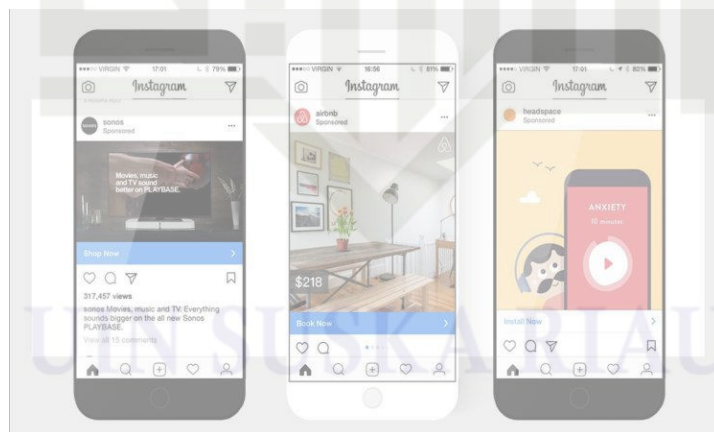 VIRGIN 17:01 79%
Instagram
sonos
Sponsored
Movies, music
and TV sound
better on PLAYBASE.
Shop Now
317,457 views
sonos Movies, music and TV. Everything
sounds bigger on the all new Sonos
PLAYBASE.
View all 15 comments
VIRGIN 16:56 81%
Instagram
airbnb
Sponsored
$218
Book Now
VIRGIN 17:01 80%
Instagram
headspace
Sponsored
ANXIETY
10 minutes
Install Now
UIN SUSKA RIAU